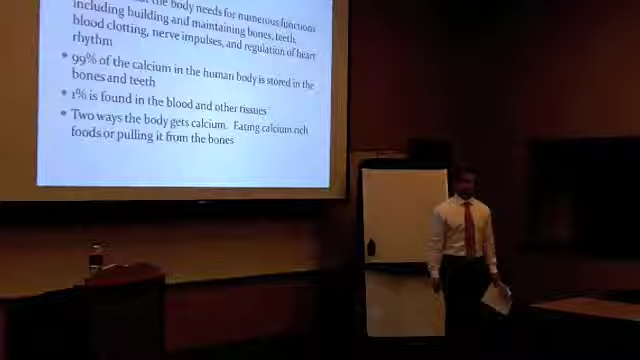 the body needs for numerous functions
including building and maintaining bones, teeth,
blood clotting, nerve impulses, and regulation of heart
rhythm
• 99% of the calcium in the human body is stored in the
bones and teeth
• 1% is found in the blood and other tissues
• Two ways the body gets calcium. Eating calcium rich
foods or pulling it from the bones